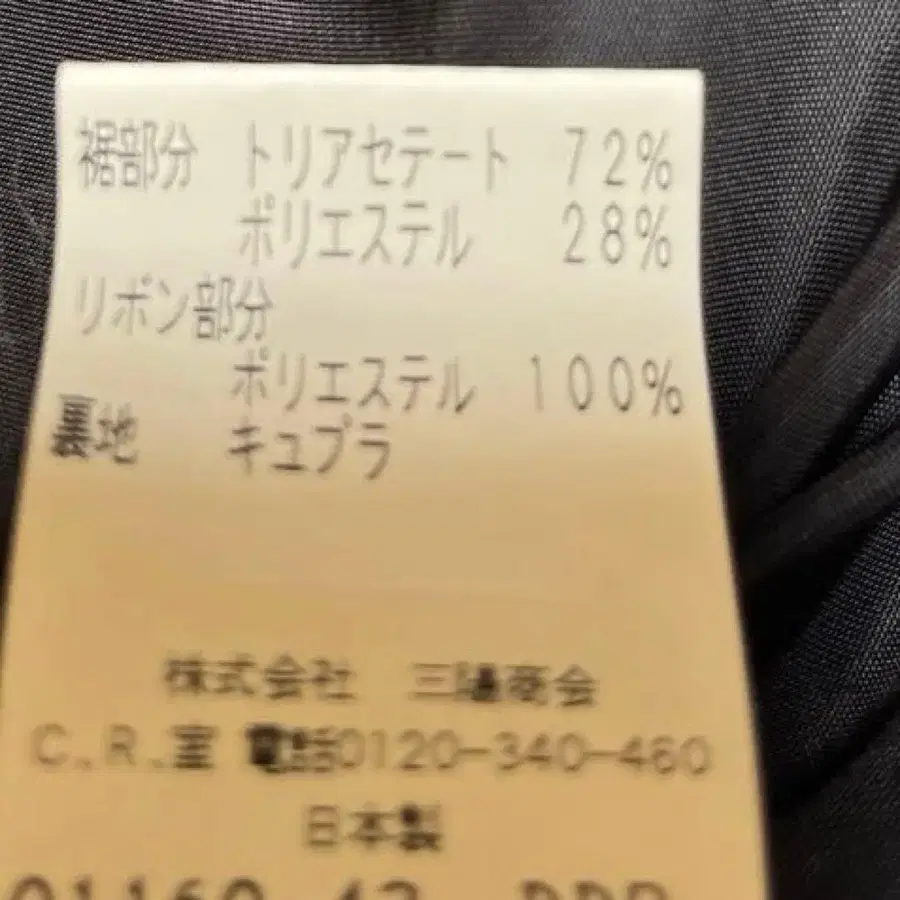 裾部分 トリアセテート 72%
ポリエステル 28%
リボン部分
ポリエステル 100%
裏地 キュプラ
株式会社 三陽商会
C.R.室 電話0120-340-460
日本製